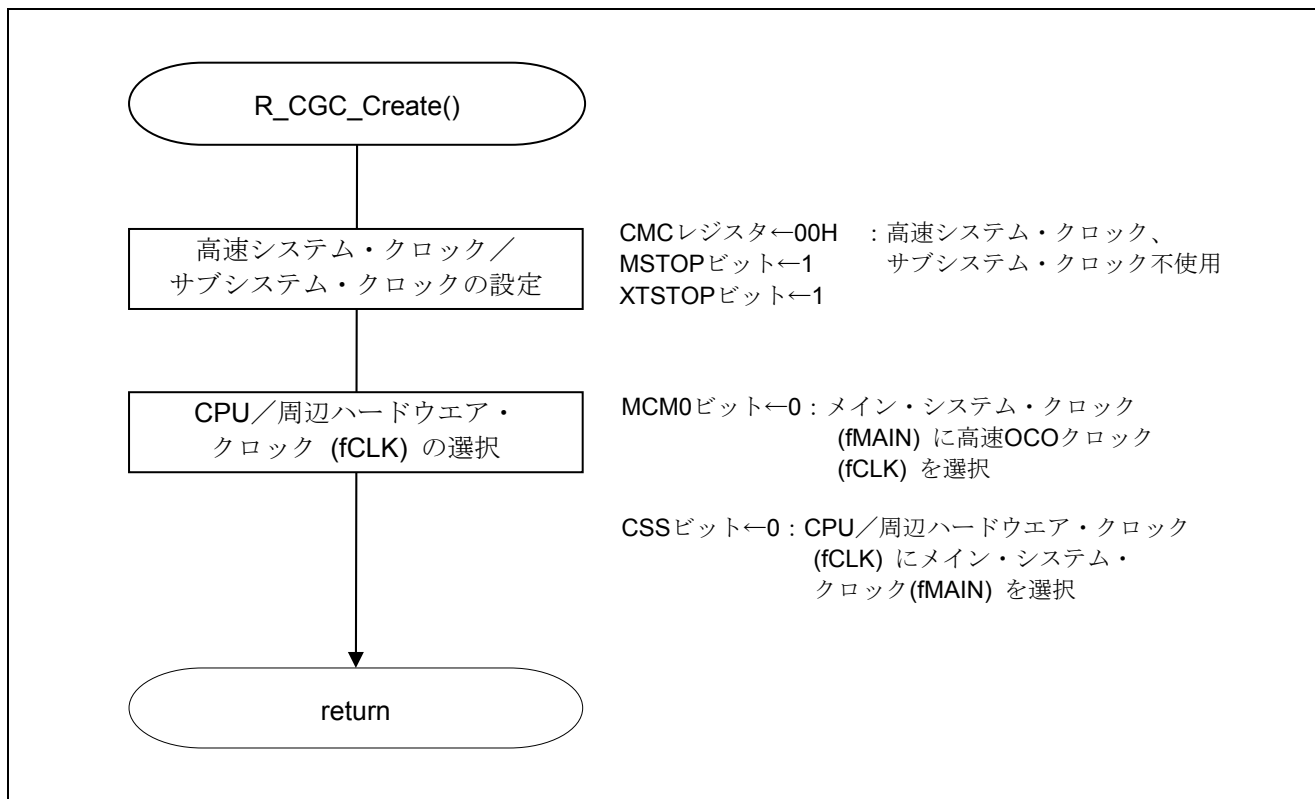 R_CGC_Create()
高速システム・クロック／
サブシステム・クロックの設定
CMCレジスタ←00H ：高速システム・クロック、
MSTOPビット←1 サブシステム・クロック不使用
XTSTOPビット←1
CPU／周辺ハードウエア・
クロック (fCLK) の選択
MCM0ビット←0：メイン・システム・クロック
(fMAIN) に高速OCOクロック
(fCLK) を選択
CSSビット←0：CPU／周辺ハードウエア・クロック
(fCLK) にメイン・システム・
クロック(fMAIN) を選択
return